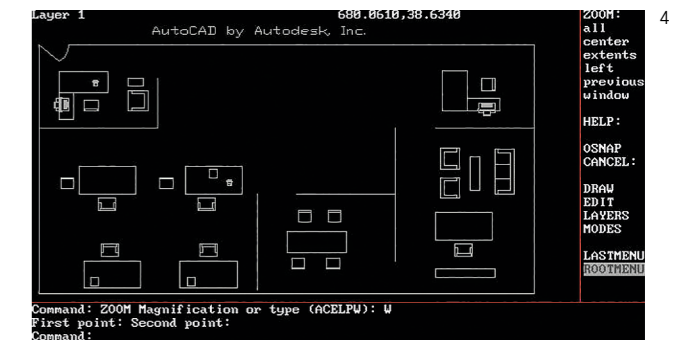 Layer 1 680.0610,38.6340
AutoCAD by Autodesk, Inc.
ZOOM:
all
center
extents
left
previous
window
HELP:
OSNAP
CANCEL:
DRAW
EDIT
LAYERS
MODES
LASTMENU
ROOTMENU
Command: ZOOM Magnification or type (ACELPW): W
First point: Second point:
Command:
4